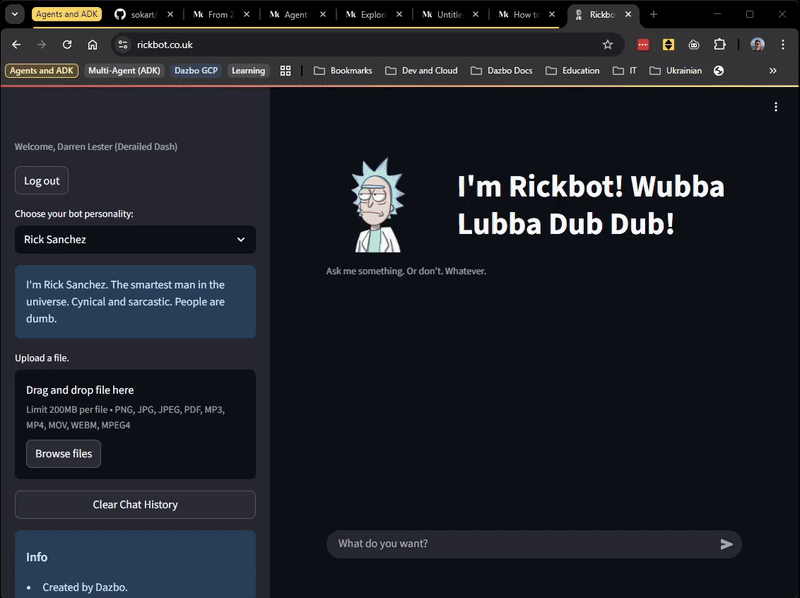 Agents and ADK
sokart/
From
Agent
Explor
Untitle
How to
Rickbo
rickbot.co.uk
Agents and ADK
Multi-Agent (ADK)
Dazbo GCP
Learning
Bookmarks
Dev and Cloud
Dazbo Docs
Education
IT
Ukrainian
Welcome, Darren Lester (Derailed Dash)
Log out
Choose your bot personality:
Rick Sanchez
I'm Rick Sanchez. The smartest man in the
universe. Cynical and sarcastic. People are
dumb.
Upload a file.
Drag and drop file here
Limit 200MB per file • PNG, JPG, JPEG, PDF, MP3,
MP4, MOV, WEBM, MPEG4
Browse files
Clear Chat History
Info
• Created by Dazbo.
I'm Rickbot! Wubba
Lubba Dub Dub!
Ask me something. Or don't. Whatever.
What do you want?